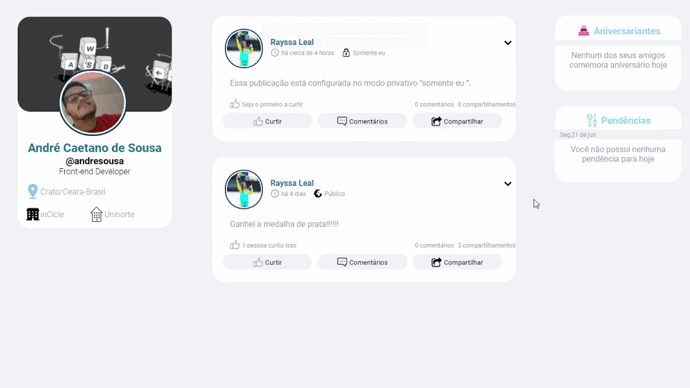 W
A S D
André Caetano de Sousa
@andresousa
Front-end Developer
Crato/Ceara-Brasil
inCicle Uninorte
Rayssa Leal
há cerca de 4 horas Somente eu
Essa publicação está configurada no modo privativo "somente eu ".
Seja o primeiro a curtir 0 comentários 0 compartilhamentos
Curtir Comentários Compartilhar
Rayssa Leal
há 4 dias Público
Ganhei a medalha de prata!!!!!!
1 pessoa curtiu isso 0 comentários 3 compartilhamentos
Curtir Comentários Compartilhar
Aniversariantes
Nenhum dos seus amigos
comemora aniversário hoje
Pendências
Seg,21 de jun
Você não possui nenhuma
pendência para hoje